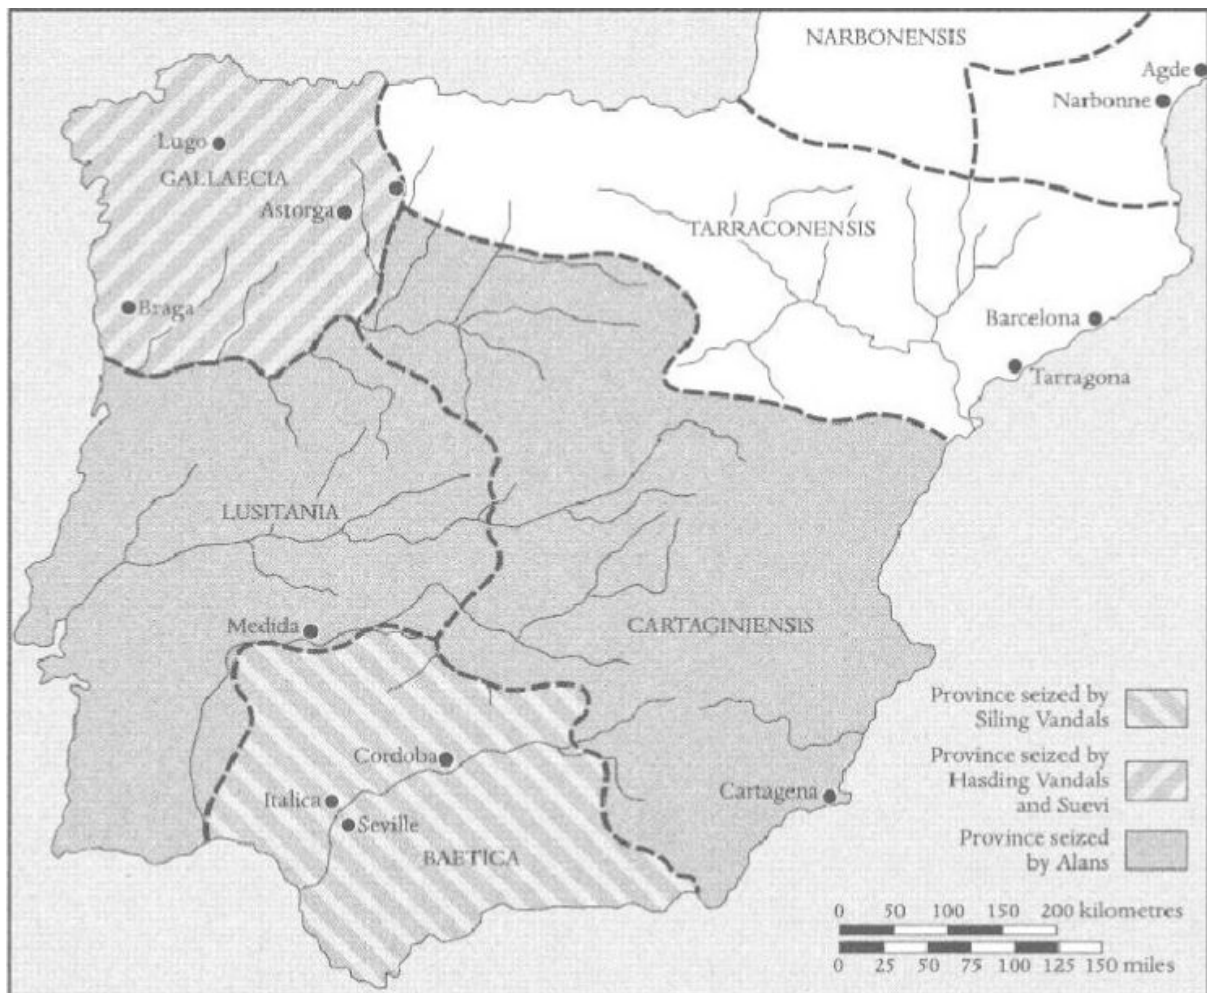 NARBONENSIS
Agde
Narbonne
Lugo
GALLAECIA
Astorga
TARRACONENSIS
Braga
Barcelona
Tarragona
LUSITANIA
Medida
CARTAGINIENSIS
Province seized by
Siling Vandals
Cordoba
Province seized by
Hasding Vandals
and Suevi
Italica
Cartagena
Seville
BAETICA
Province seized
by Alans
0 50 100 150 200 kilometres
0 25 50 75 100 125 150 miles